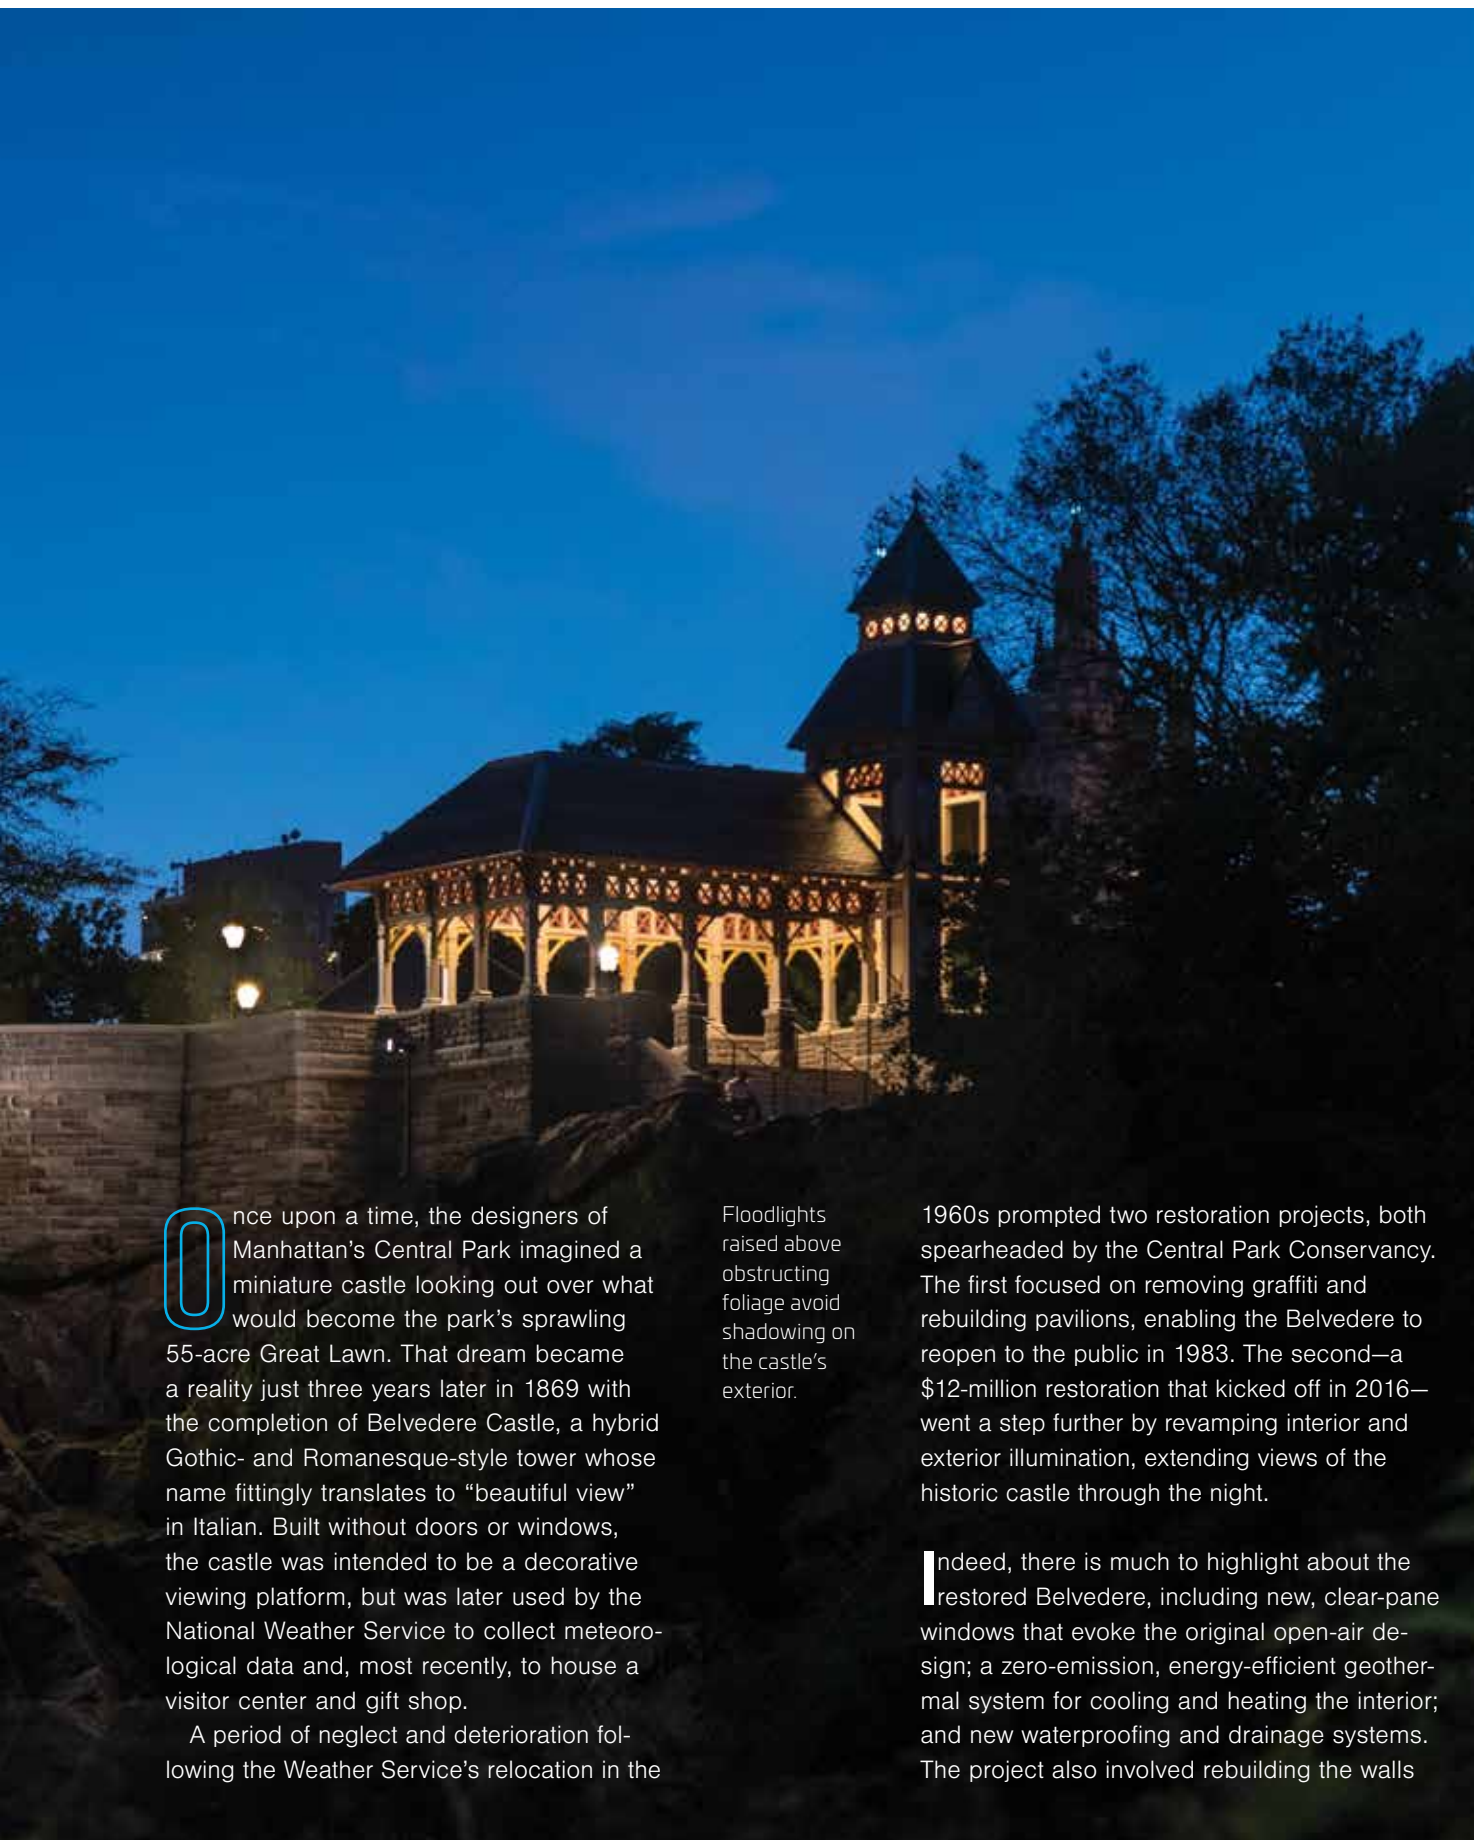 Once upon a time, the designers of
Manhattan’s Central Park imagined a
miniature castle looking out over what
would become the park’s sprawling
55-acre Great Lawn. That dream became
a reality just three years later in 1869 with
the completion of Belvedere Castle, a hybrid
Gothic- and Romanesque-style tower whose
name fittingly translates to “beautiful view”
in Italian. Built without doors or windows,
the castle was intended to be a decorative
viewing platform, but was later used by the
National Weather Service to collect meteoro-
logical data and, most recently, to house a
visitor center and gift shop.
A period of neglect and deterioration fol-
lowing the Weather Service’s relocation in the
Floodlights
raised above
obstructing
foliage avoid
shadowing on
the castle’s
exterior.
1960s prompted two restoration projects, both
spearheaded by the Central Park Conservancy.
The first focused on removing graffiti and
rebuilding pavilions, enabling the Belvedere to
reopen to the public in 1983. The second—a
$12-million restoration that kicked off in 2016—
went a step further by revamping interior and
exterior illumination, extending views of the
historic castle through the night.
Indeed, there is much to highlight about the
restored Belvedere, including new, clear-pane
windows that evoke the original open-air de-
sign; a zero-emission, energy-efficient geother-
mal system for cooling and heating the interior;
and new waterproofing and drainage systems.
The project also involved rebuilding the walls